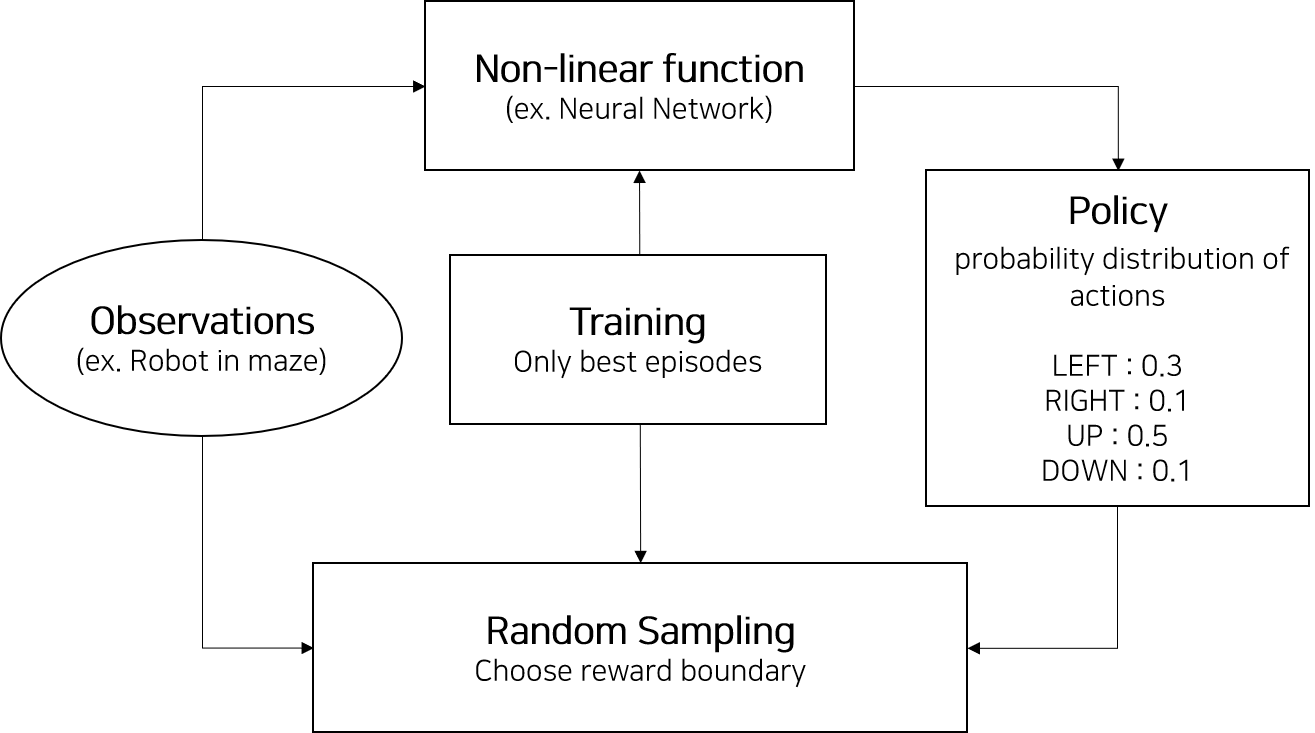 Non-linear function
(ex. Neural Network)
Observations
(ex. Robot in maze)
Training
Only best episodes
Policy
probability distribution of
actions
LEFT : 0.3
RIGHT : 0.1
UP : 0.5
DOWN : 0.1
Random Sampling
Choose reward boundary